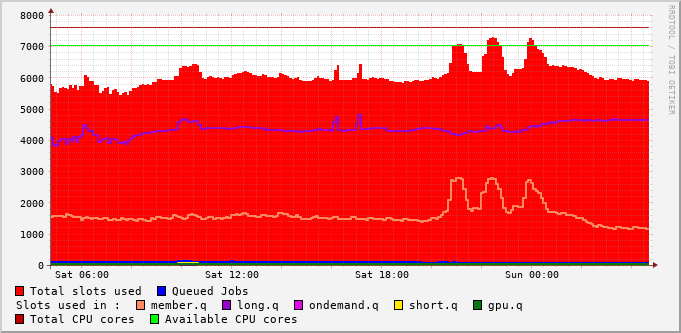 8000
7000
6000
5000
4000
3000
2000
1000
0
Sat 06:00 Sat 12:00 Sat 18:00 Sun 00:00
RRDTOOL / TOBI OETIKER
Total slots used Queued Jobs
Slots used in : member.q long.q ondemand.q short.q gpu.q
Total CPU cores Available CPU cores